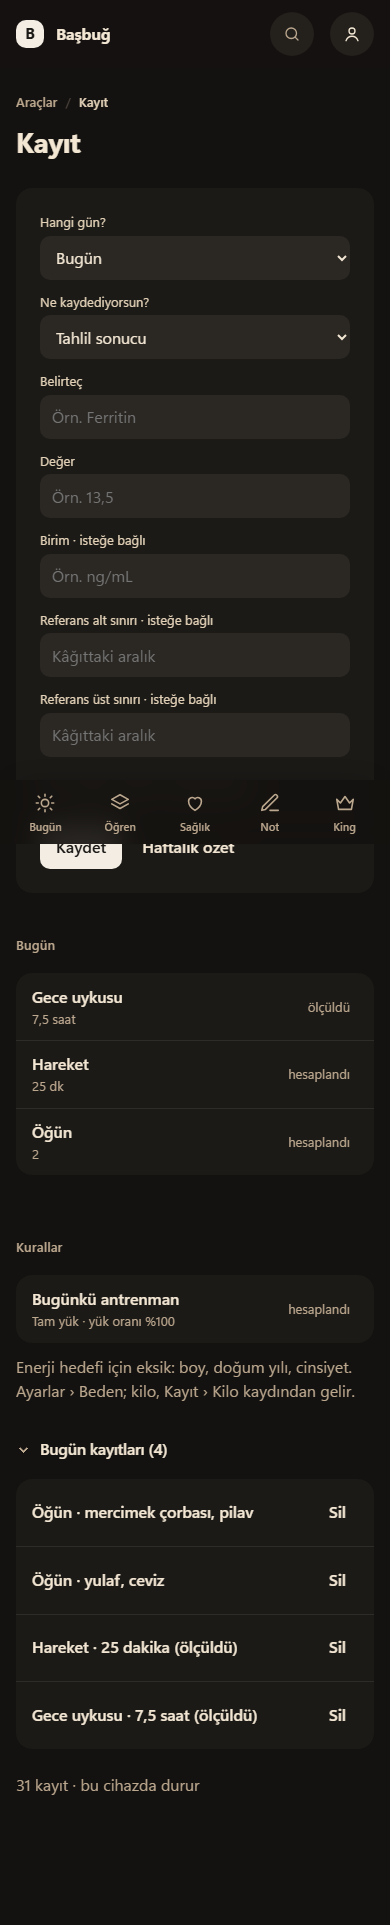 B Başbuğ
Araçlar / Kayıt
Kayıt
Hangi gün?
Bugün
Ne kaydediyorsun?
Tahlil sonucu
Belirteç
Örn. Ferritin
Değer
Örn. 13,5
Birim · isteğe bağlı
Örn. ng/mL
Referans alt sınırı · isteğe bağlı
Kâğıttaki aralık
Referans üst sınırı · isteğe bağlı
Kâğıttaki aralık
Bugün Öğren Sağlık Not King
Kaydet Haftalık özet
Bugün
Gece uykusu
7,5 saat
ölçüldü
Hareket
25 dk
hesaplandı
Öğün
2
hesaplandı
Kurallar
Bugünkü antrenman
Tam yük · yük oranı %100
hesaplandı
Enerji hedefi için eksik: boy, doğum yılı, cinsiyet.
Ayarlar › Beden; kilo, Kayıt › Kilo kaydından gelir.
Bugün kayıtları (4)
Öğün · mercimek çorbası, pilav Sil
Öğün · yulaf, ceviz Sil
Hareket · 25 dakika (ölçüldü) Sil
Gece uykusu · 7,5 saat (ölçüldü) Sil
31 kayıt · bu cihazda durur